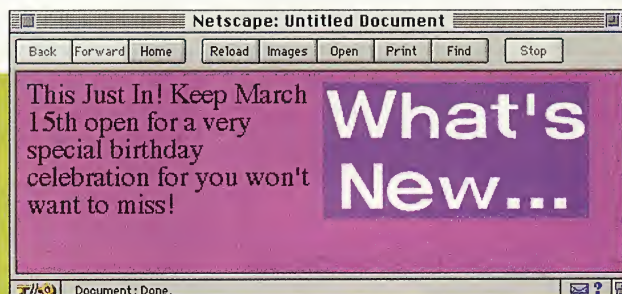 Netscape: Untitled Document
Back Forward Home Reload Images Open Print Find Stop
This Just In! Keep March
15th open for a very
special birthday
celebration for you won't
want to miss!
What's
New...
Document: Done.
?